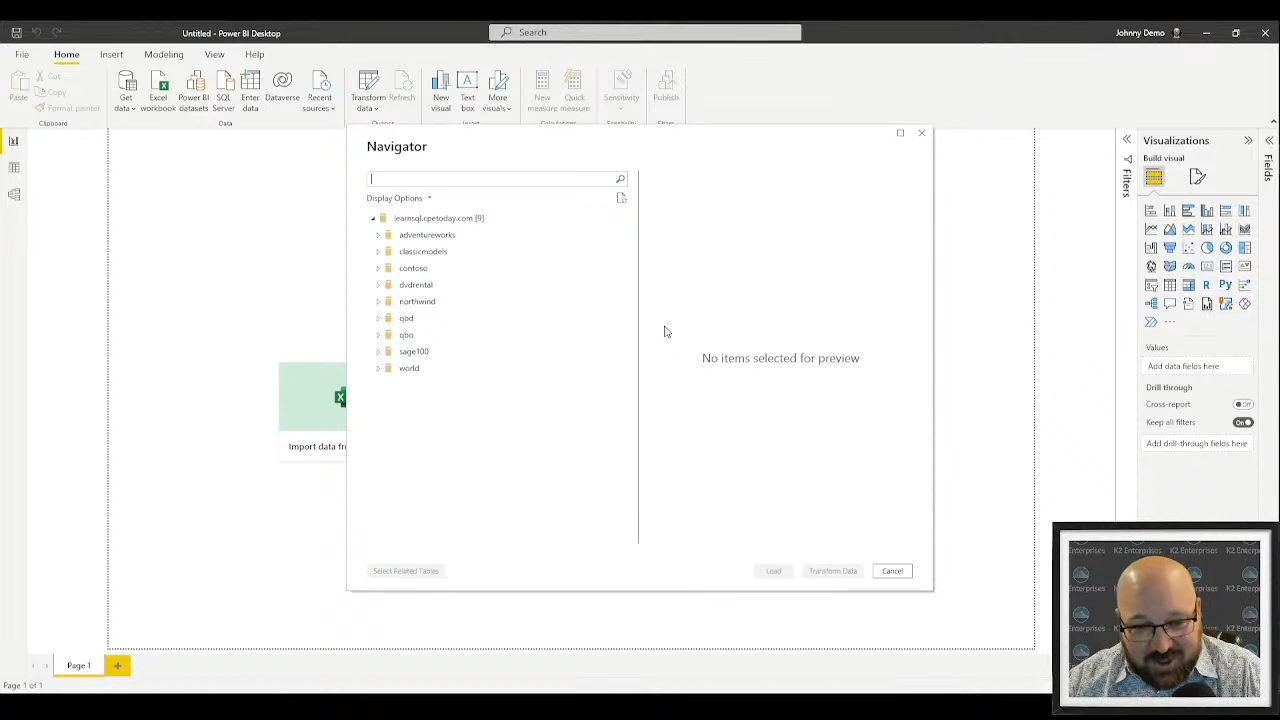 Untitled - Power BI Desktop
Search
Johnny Demo
File Home Insert Modeling View Help
Paste
Cut
Copy
Format painter
Clipboard
Get data
Excel workbook
Power BI datasets
SQL Server
Enter data
Dataverse
Recent sources
Data
Transform data
Refresh
New visual
Text box
More visuals
New measure
Quick measure
Sensitivity
Publish
Navigator
Display Options
learnsql.cpetoday.com [9]
adventureworks
classicmodels
contoso
dvdrental
northwind
qbd
qbo
sage100
world
No items selected for preview
Select Related Tables
Load
Transform Data
Cancel
Import data fr
Filters
Visualizations
Build visual
R
Py
Values
Add data fields here
Drill through
Cross-report
Off
Keep all filters
On
Add drill-through fields here
Fields
Page 1
Page 1 of 1
K2 Enterprises